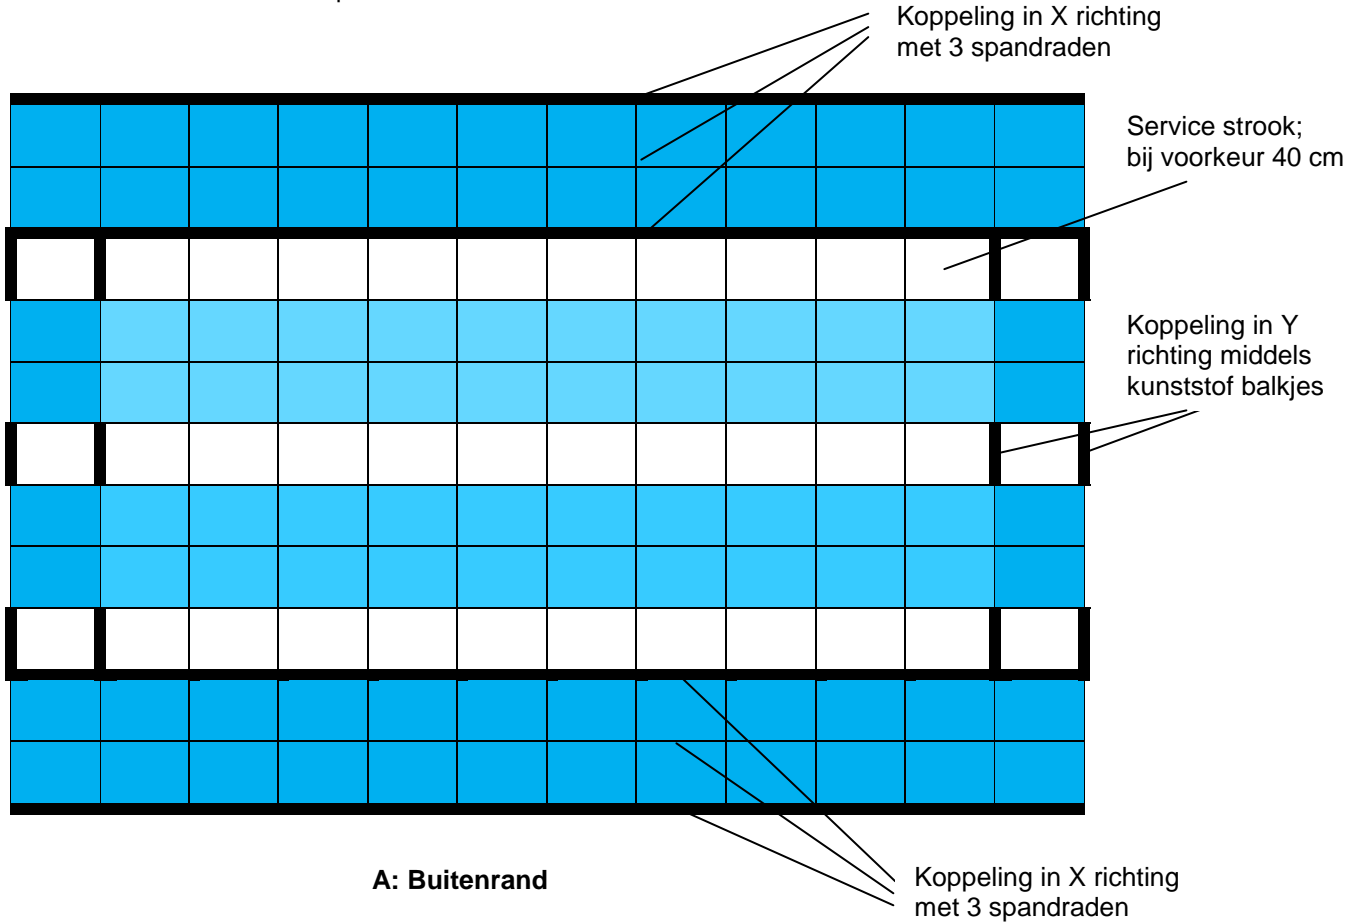 Koppeling in X richting
met 3 spandraden
Service strook;
bij voorkeur 40 cm
Koppeling in Y
richting middels
kunststof balkjes
A: Buitenrand
Koppeling in X richting
met 3 spandraden